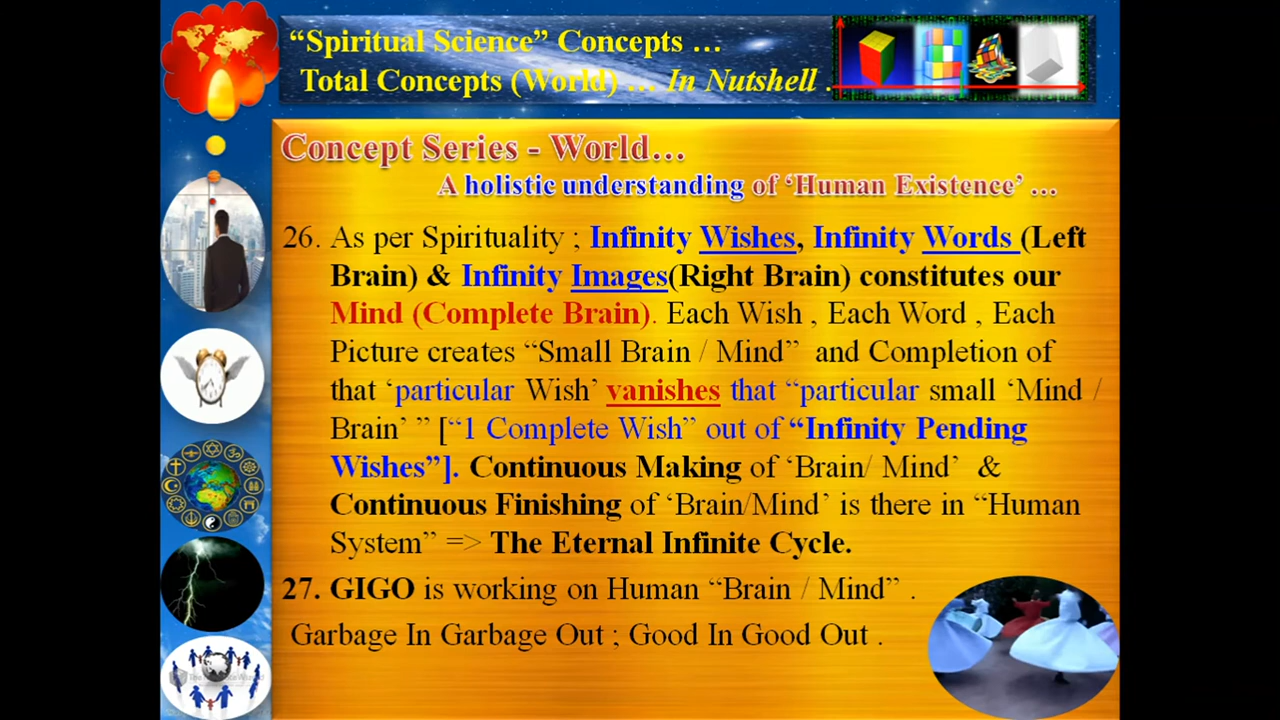 “Spiritual Science” Concepts …
Total Concepts (World) … In Nutshell .
Concept Series - World…
A holistic understanding of ‘Human Existence’ …
26. As per Spirituality ; Infinity Wishes, Infinity Words (Left
Brain) & Infinity Images(Right Brain) constitutes our
Mind (Complete Brain). Each Wish , Each Word , Each
Picture creates “Small Brain / Mind” and Completion of
that ‘particular Wish’ vanishes that “particular small ‘Mind /
Brain’ ” [“1 Complete Wish” out of “Infinity Pending
Wishes”]. Continuous Making of ‘Brain/ Mind’ &
Continuous Finishing of ‘Brain/Mind’ is there in “Human
System” => The Eternal Infinite Cycle.
27. GIGO is working on Human “Brain / Mind” .
Garbage In Garbage Out ; Good In Good Out .